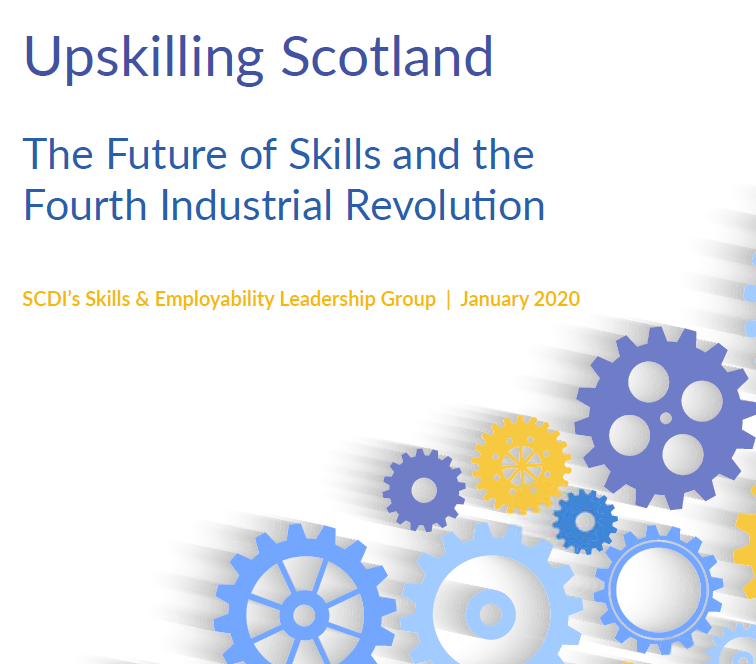 Upskilling Scotland
The Future of Skills and the
Fourth Industrial Revolution
SCDI’s Skills & Employability Leadership Group | January 2020